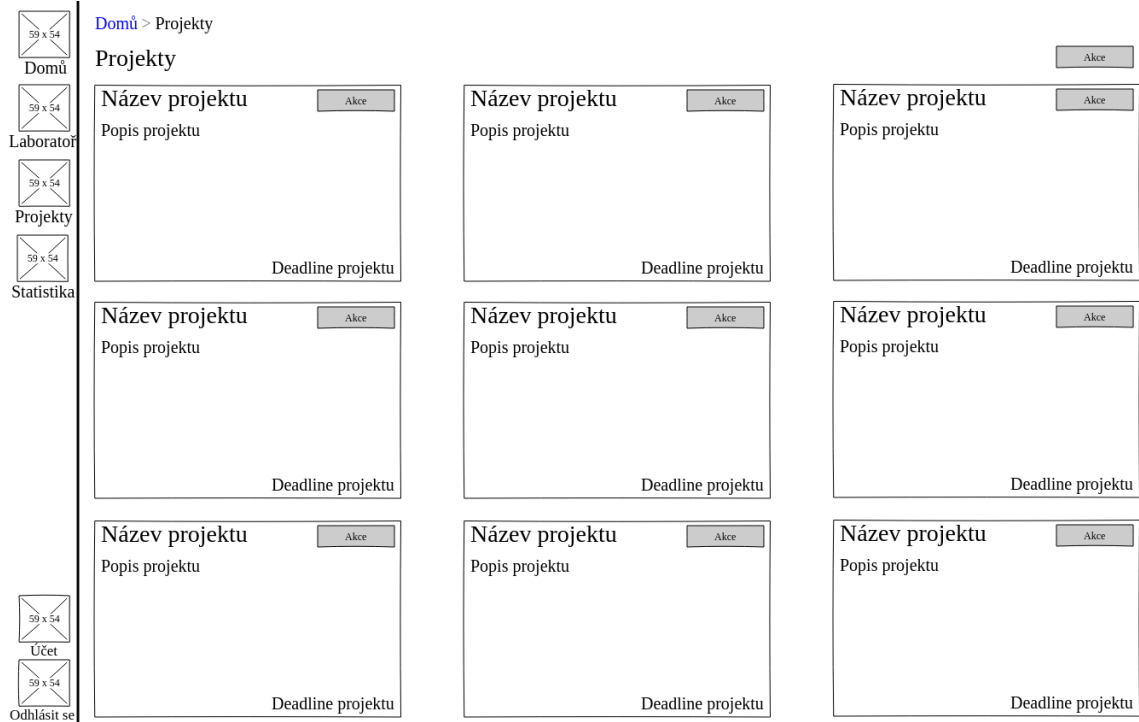 59 x 54
Domů
59 x 54
Laboratoř
59 x 54
Projekty
59 x 54
Statistika
59 x 54
Účet
59 x 54
Odhlásit se
Domů > Projekty
Projekty
Akce
Název projektu
Akce
Popis projektu
Deadline projektu
Název projektu
Akce
Popis projektu
Deadline projektu
Název projektu
Akce
Popis projektu
Deadline projektu
Název projektu
Akce
Popis projektu
Deadline projektu
Název projektu
Akce
Popis projektu
Deadline projektu
Název projektu
Akce
Popis projektu
Deadline projektu
Název projektu
Akce
Popis projektu
Deadline projektu
Název projektu
Akce
Popis projektu
Deadline projektu
Název projektu
Akce
Popis projektu
Deadline projektu